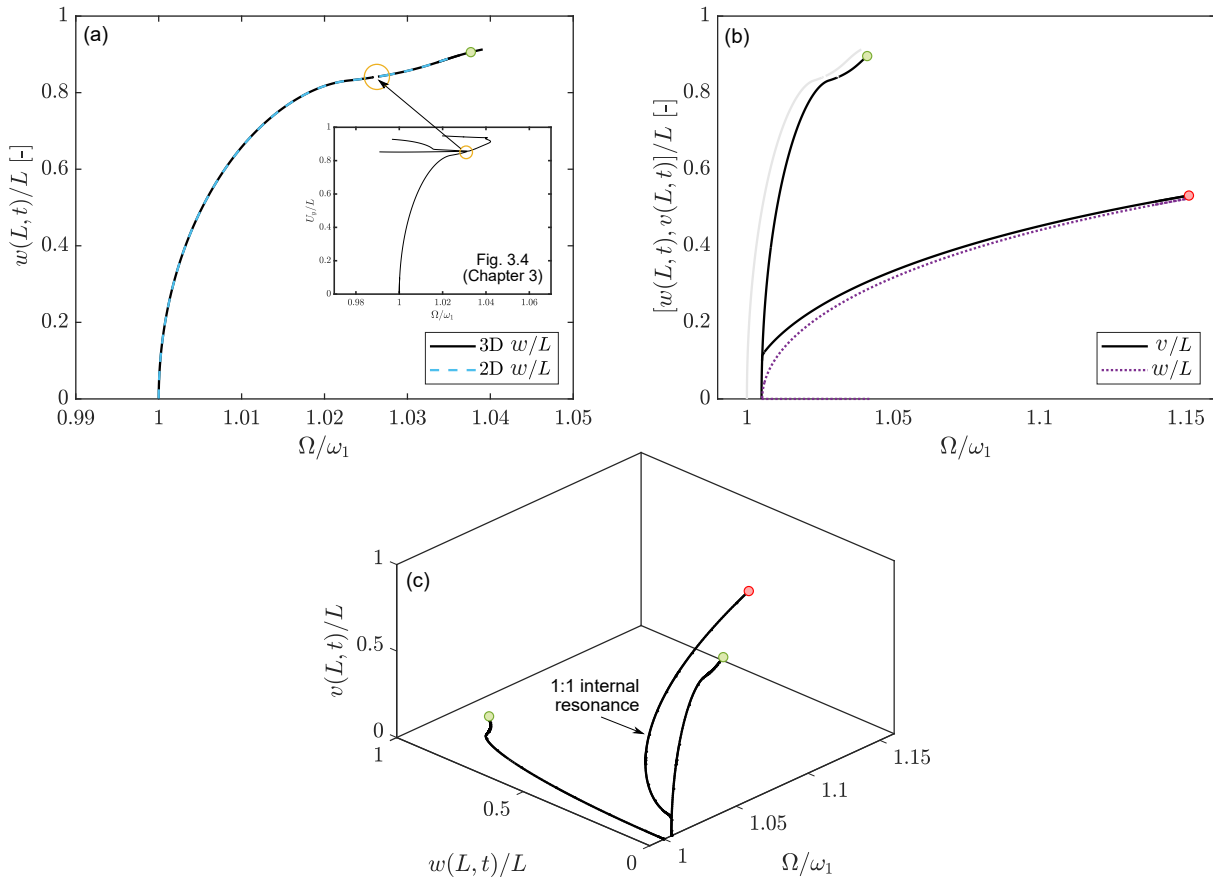 (a)
1
0.8
0.6
0.4
0.2
0
w(L, t)/L [-]
0.99
1
1.01
1.02
1.03
1.04
1.05
Ω/ω₁
3D w/L
2D w/L
1
0.8
0.6
0.4
0.2
0
U_y/L
0.98
1
1.02
1.04
1.06
Ω/ω₁
Fig. 3.4
(Chapter 3)
(b)
1
0.8
0.6
0.4
0.2
0
[w(L, t), v(L, t)]/L [-]
1
1.05
1.1
1.15
Ω/ω₁
v/L
w/L
(c)
1
0.5
0
v(L, t)/L
1:1 internal
resonance
1
0.5
0
w(L, t)/L
1
1.05
1.1
1.15
Ω/ω₁